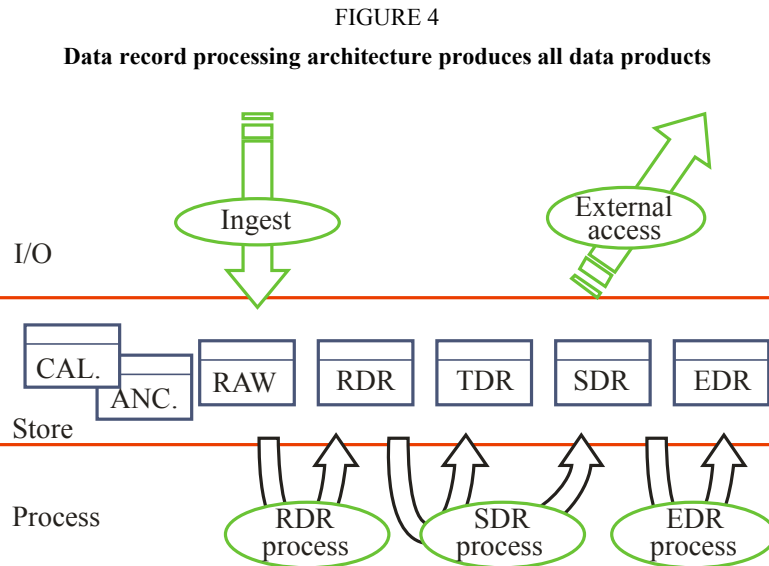 FIGURE 4
Data record processing architecture produces all data products
Ingest
External
access
I/O
CAL.
ANC.
RAW
RDR
TDR
SDR
EDR
Store
Process
RDR
process
SDR
process
EDR
process